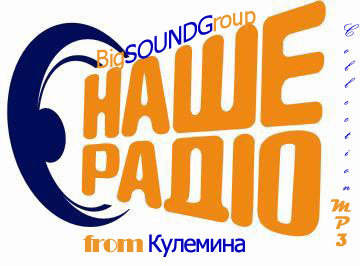 BigSOUNDGroup
НАШЕ
РАДІО
from Кулемина
Collection
MP3